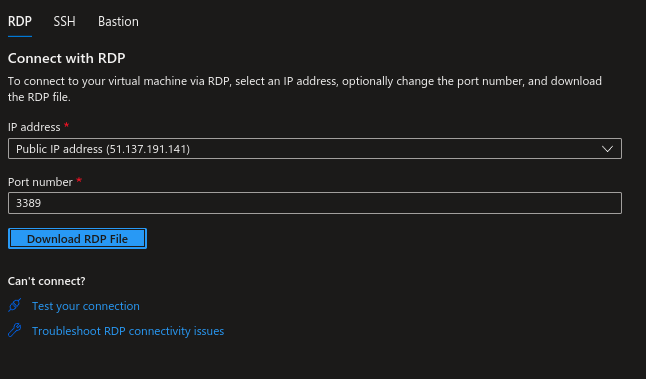 RDP SSH Bastion
Connect with RDP
To connect to your virtual machine via RDP, select an IP address, optionally change the port number, and download
the RDP file.
IP address *
Public IP address (51.137.191.141)
Port number *
3389
Download RDP File
Can't connect?
Test your connection
Troubleshoot RDP connectivity issues